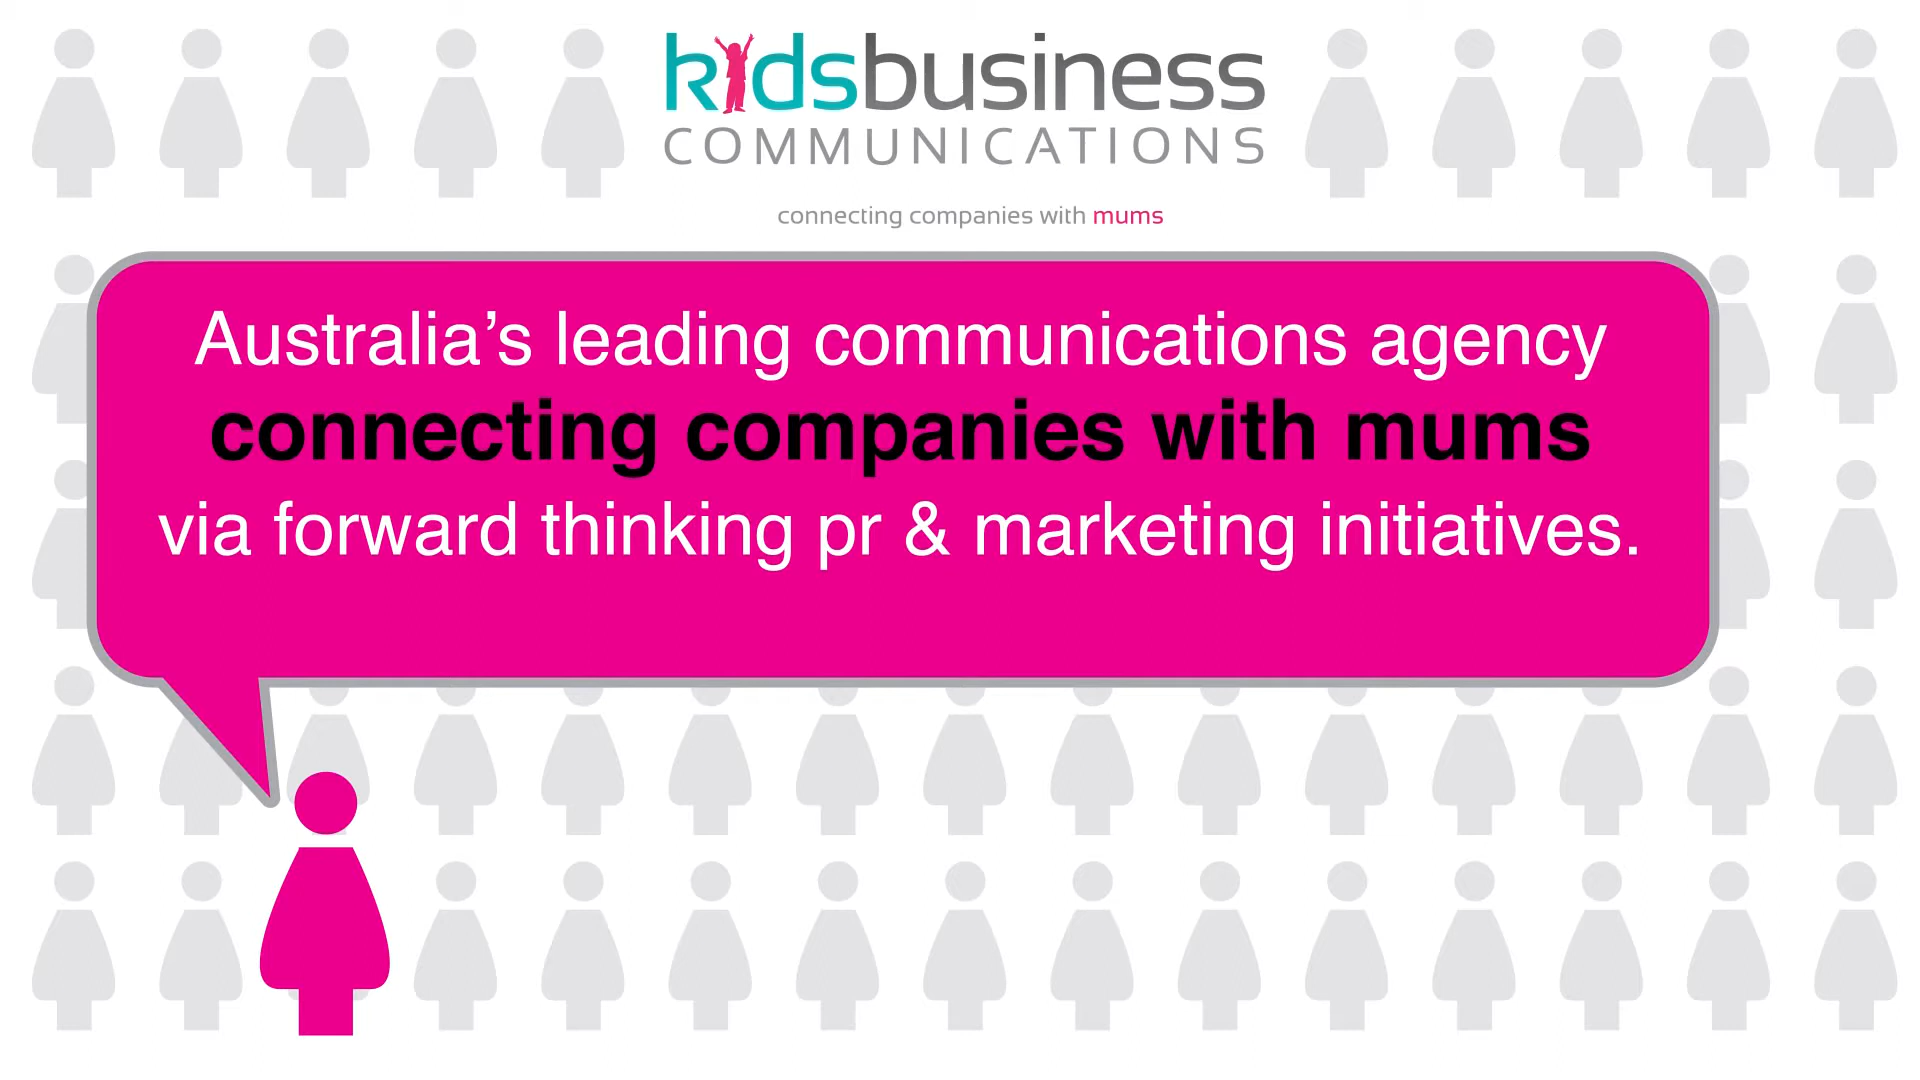 kidsbusiness
COMMUNICATIONS
connecting companies with mums
Australia’s leading communications agency
connecting companies with mums
via forward thinking pr & marketing initiatives.